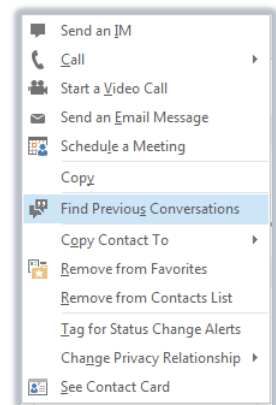 Send an IM
Call
Start a Video Call
Send an Email Message
Schedule a Meeting
Copy
Find Previous Conversations
Copy Contact To
Remove from Favorites
Remove from Contacts List
Tag for Status Change Alerts
Change Privacy Relationship
See Contact Card